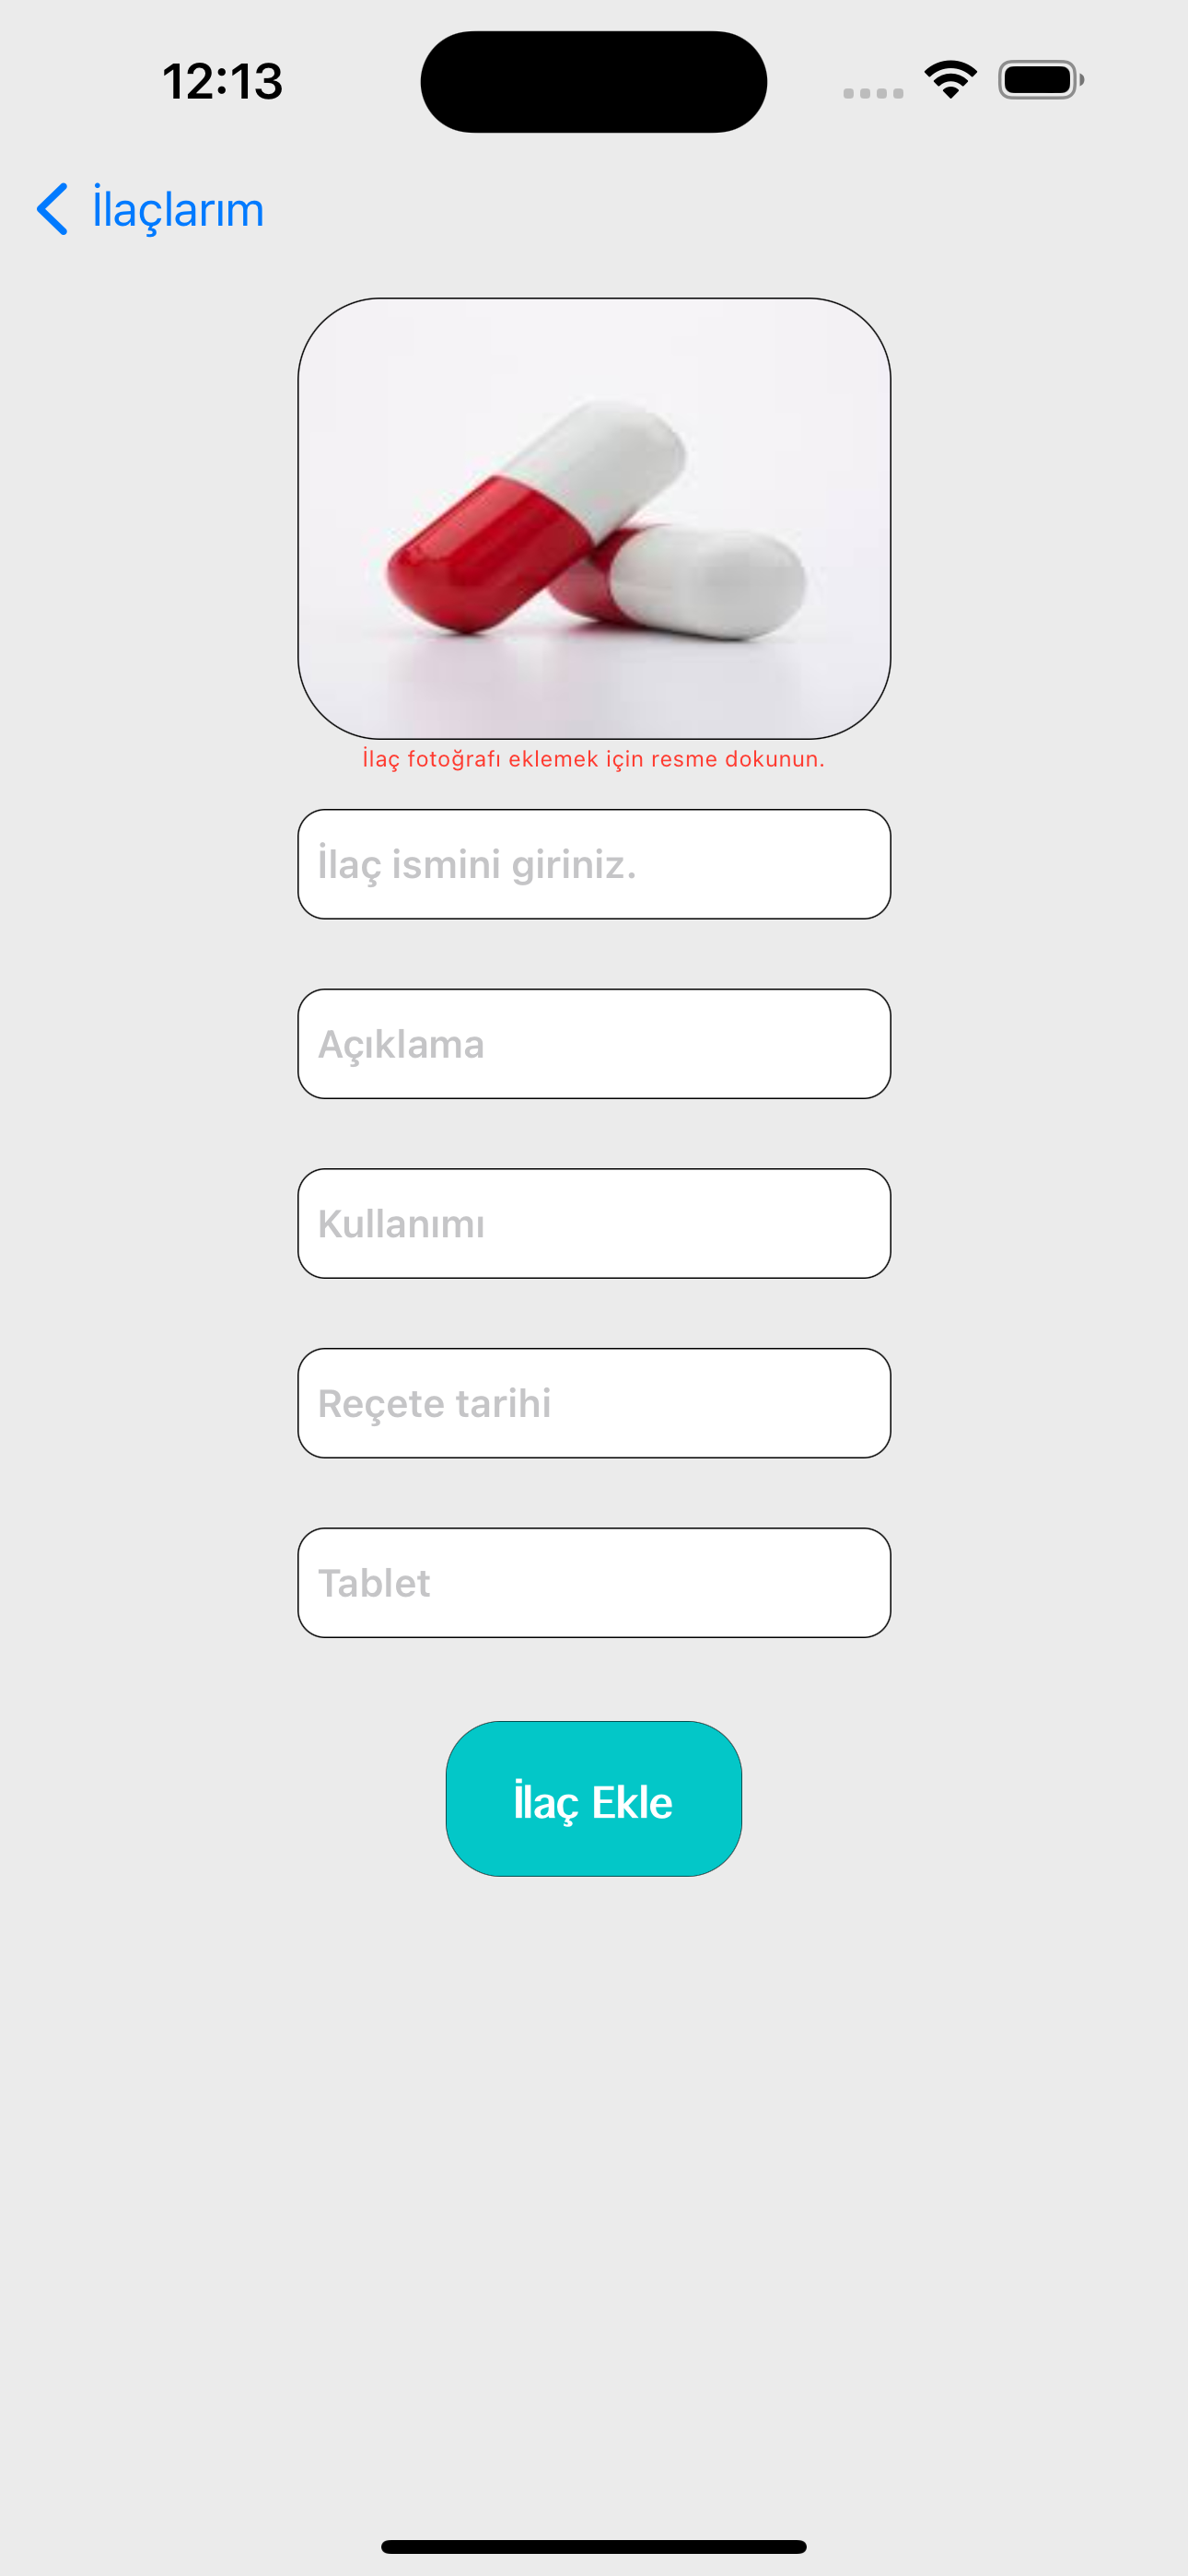 12:13
İlaçlarım
İlaç fotoğrafı eklemek için resme dokunun.
İlaç ismini giriniz.
Açıklama
Kullanımı
Reçete tarihi
Tablet
İlaç Ekle